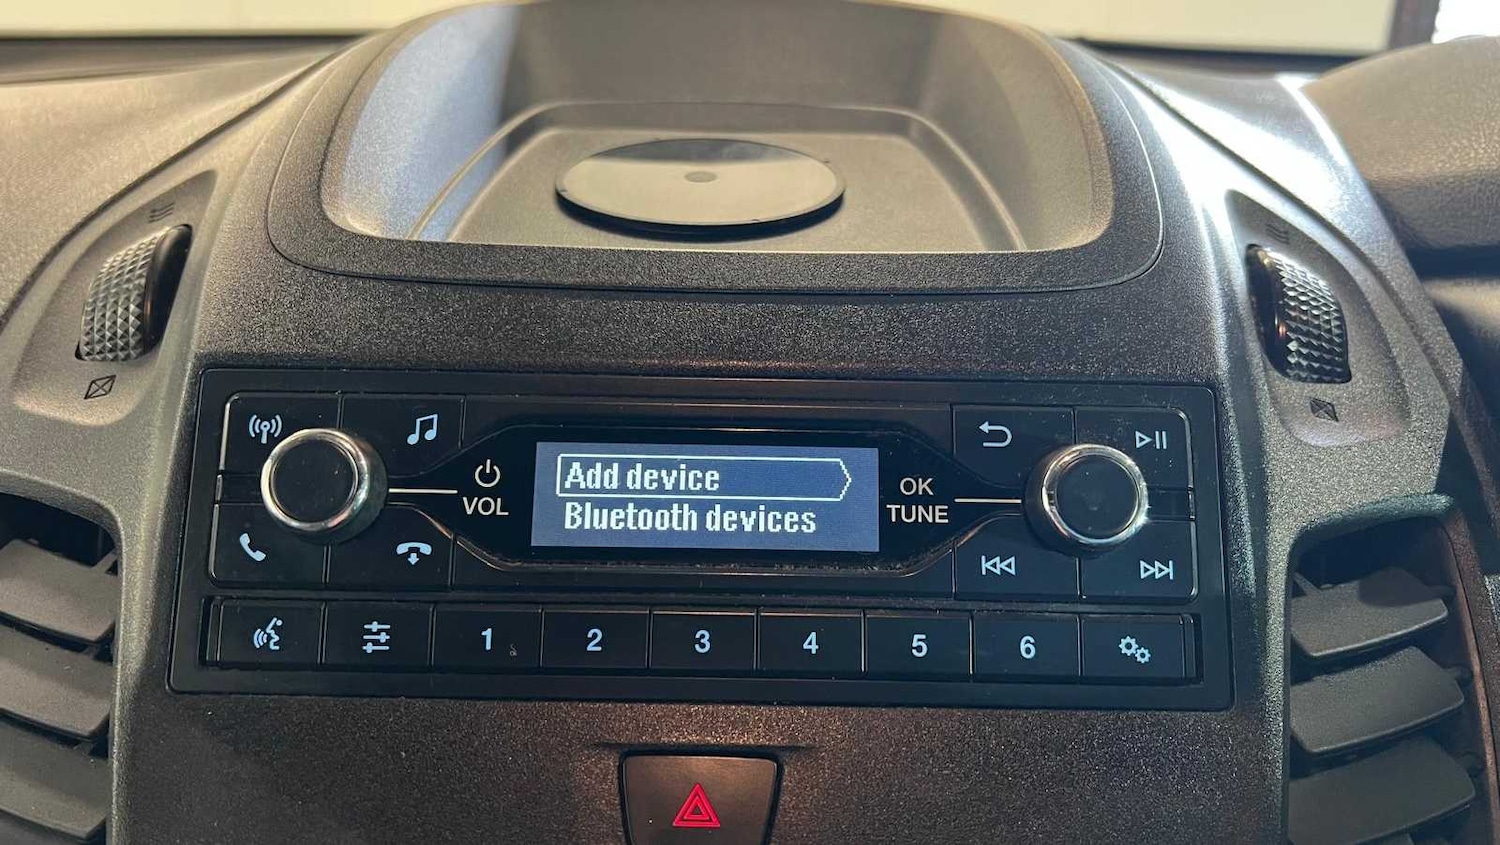 Add device
Bluetooth devices
VOL
OK
TUNE
1 2 3 4 5 6